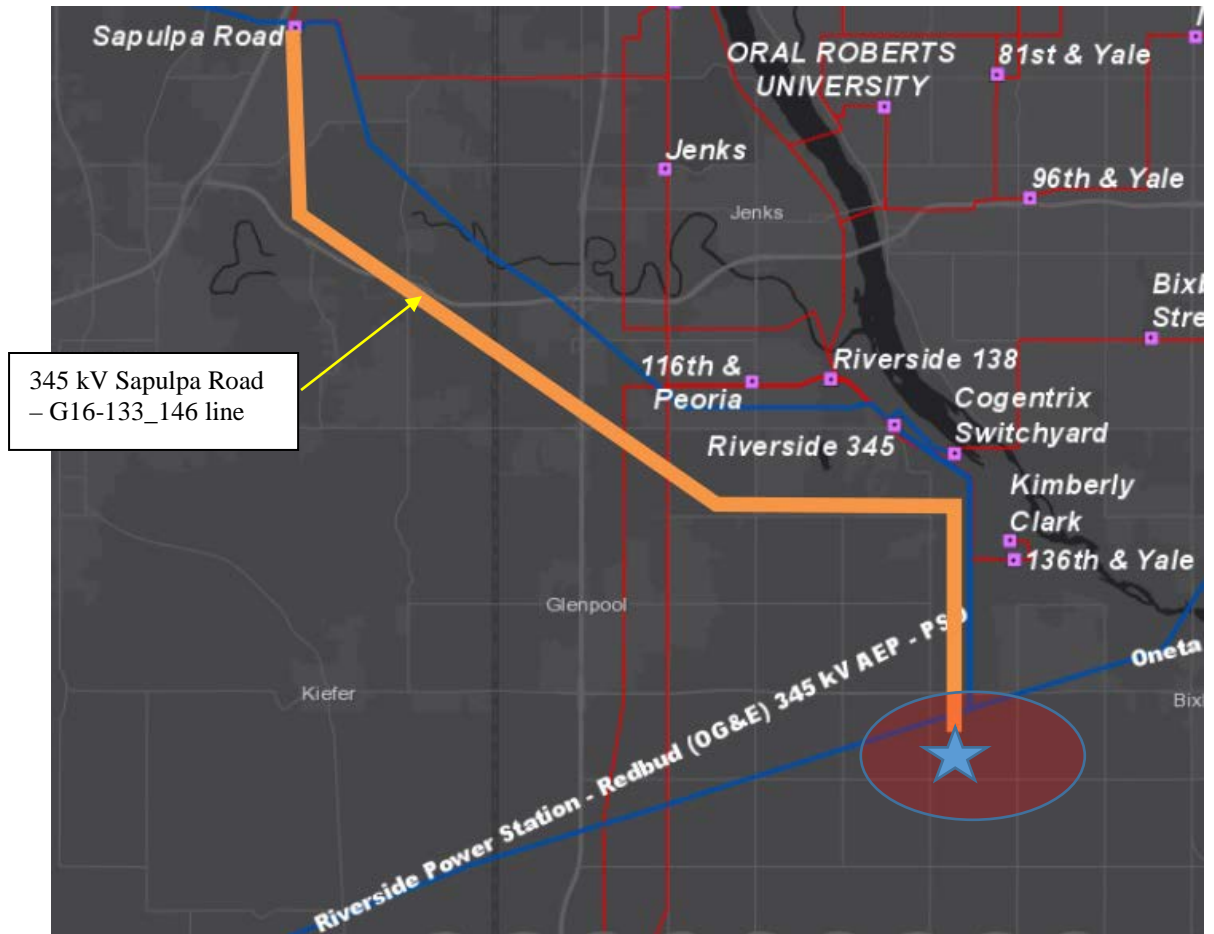 Sapulpa Road
ORAL ROBERTS
UNIVERSITY
81st & Yale
Jenks
96th & Yale
Jenks
345 kV Sapulpa Road
– G16-133_146 line
116th &
Peoria
Riverside 138
Cogentrix
Switchyard
Riverside 345
Kimberly
Clark
136th & Yale
Glenpool
Kiefer
Oneta
Riverside Power Station - Redbud (OG&E) 345 kV AEP - PSO